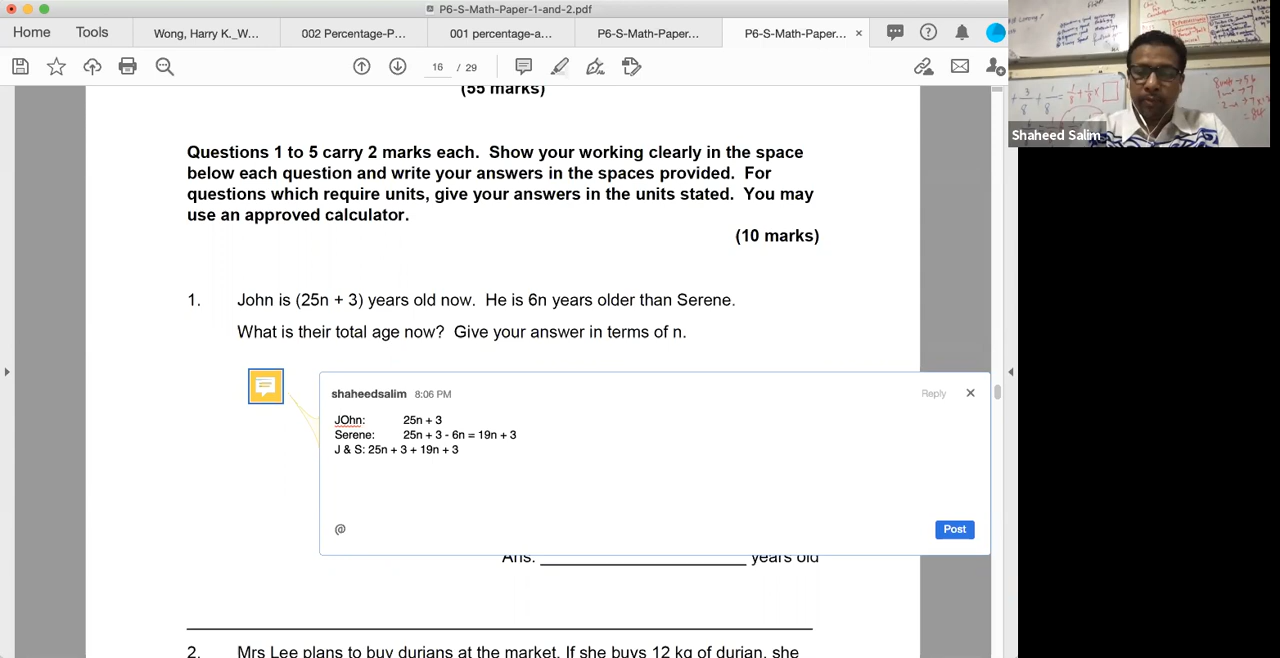 P6-S-Math-Paper-1-and-2.pdf
Home
Tools
Wong, Harry K._W...
002 Percentage-P...
001 percentage-a...
P6-S-Math-Paper...
P6-S-Math-Paper...
16 / 29
(55 marks)
Questions 1 to 5 carry 2 marks each. Show your working clearly in the space
below each question and write your answers in the spaces provided. For
questions which require units, give your answers in the units stated. You may
use an approved calculator.
(10 marks)
1. John is (25n + 3) years old now. He is 6n years older than Serene.
What is their total age now? Give your answer in terms of n.
shaheedsalim 8:06 PM
Reply
JOhn: 25n + 3
Serene: 25n + 3 - 6n = 19n + 3
J & S: 25n + 3 + 19n + 3
@
Post
Ans: years old
2. Mrs Lee plans to buy durians at the market. If she buys 12 kg of durian, she
Shaheed Salim